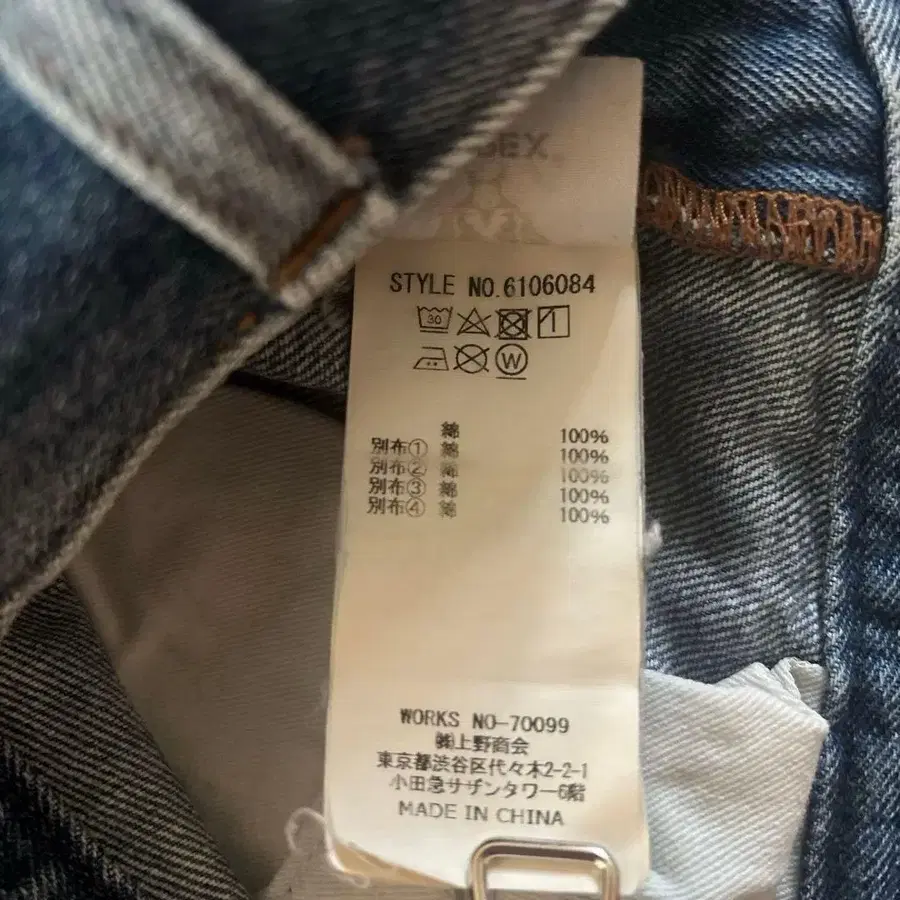 STYLE NO.6106084
30
1
W
綿 100%
別布① 綿 100%
別布② 綿 100%
別布③ 綿 100%
別布④ 綿 100%
WORKS NO-70099
㈱上野商会
東京都渋谷区代々木2-2-1
小田急サザンタワー6階
MADE IN CHINA